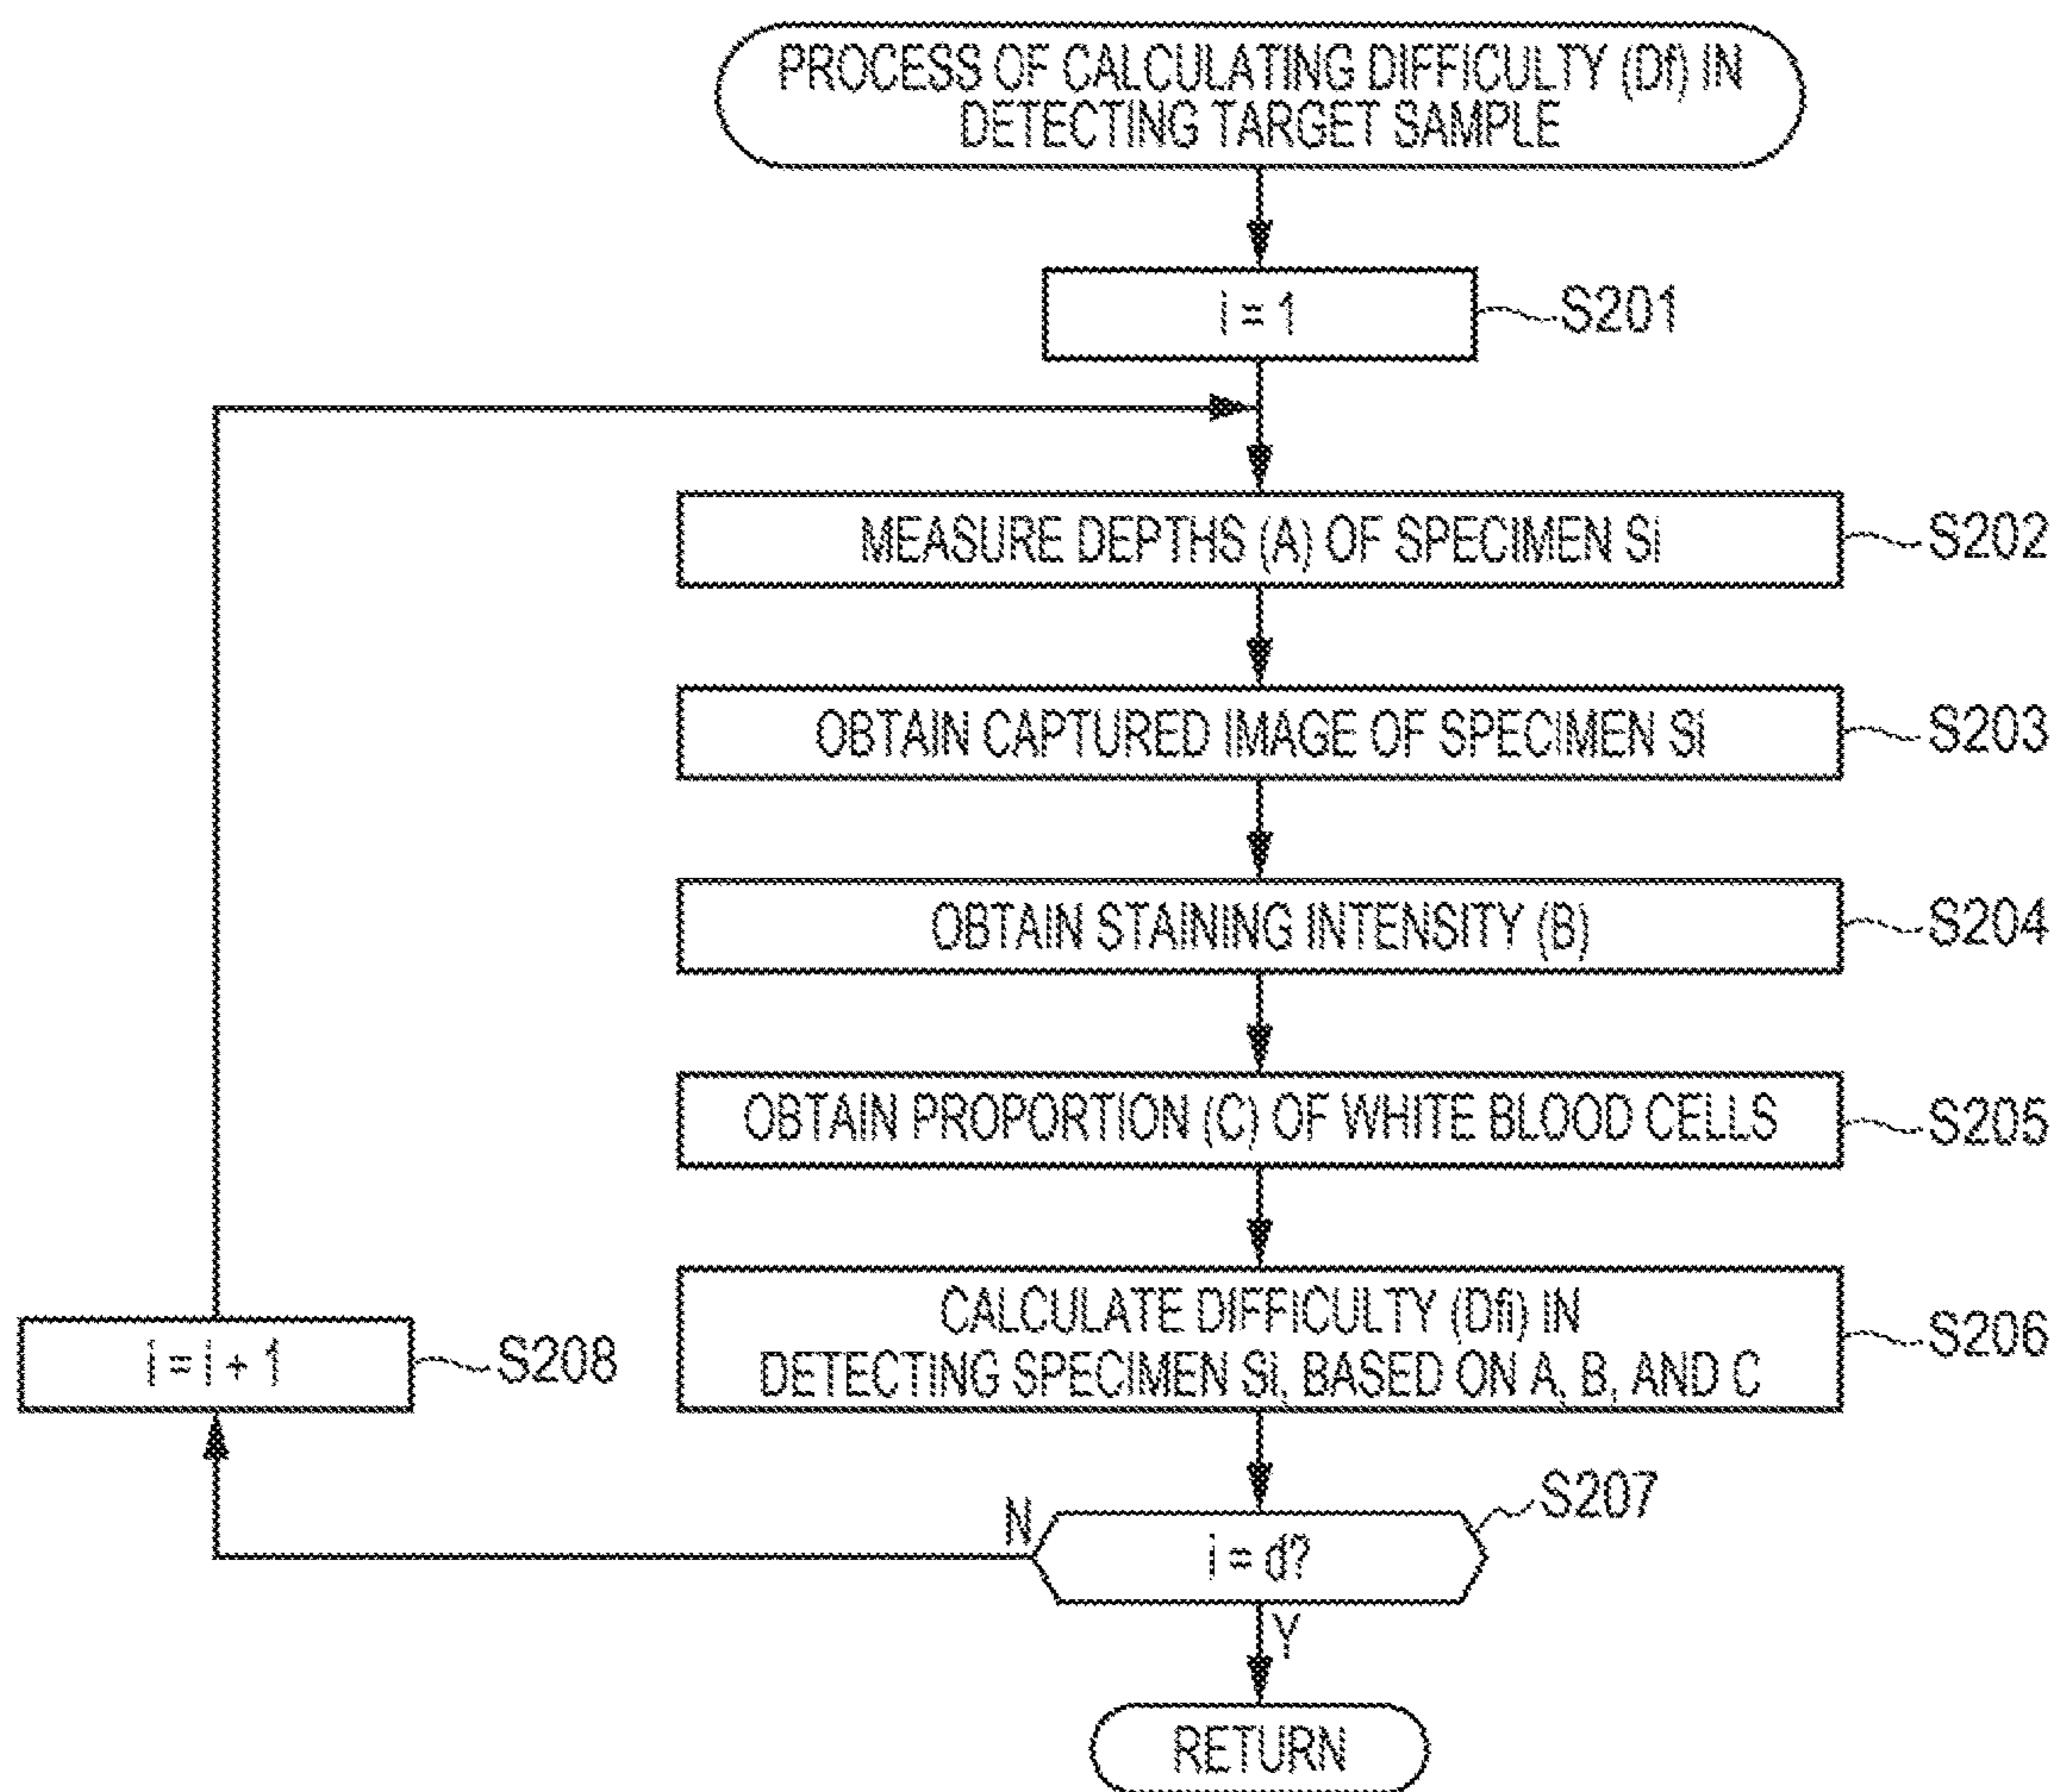 PROCESS OF CALCULATING DIFFICULTY (Df) IN
DETECTING TARGET SAMPLE
i = 1
S201
MEASURE DEPTHS (A) OF SPECIMEN Si
S202
OBTAIN CAPTURED IMAGE OF SPECIMEN Si
S203
OBTAIN STAINING INTENSITY (B)
S204
OBTAIN PROPORTION (C) OF WHITE BLOOD CELLS
S205
CALCULATE DIFFICULTY (Dfi) IN
DETECTING SPECIMEN Si, BASED ON A, B, AND C
S206
i = i + 1
S208
S207
N
i = d?
Y
RETURN